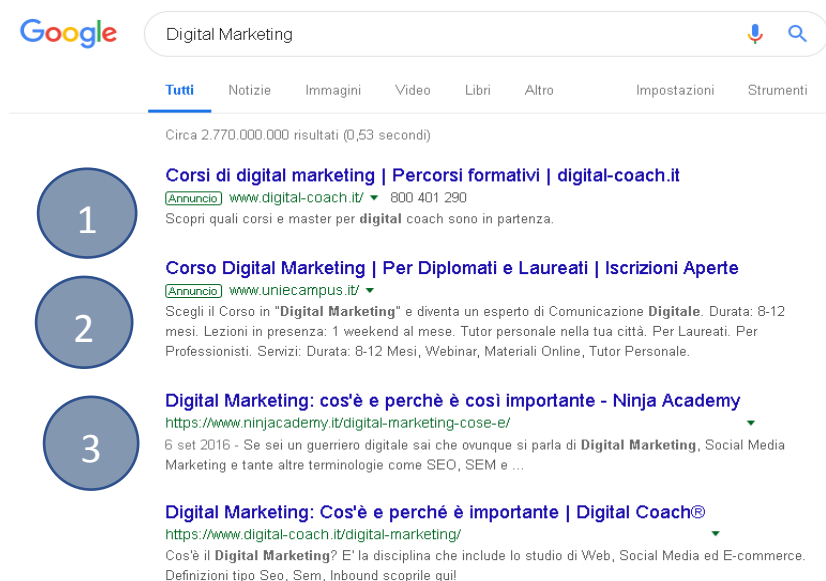 Google
Digital Marketing
Tutti Notizie Immagini Video Libri Altro Impostazioni Strumenti
Circa 2.770.000.000 risultati (0,53 secondi)
1
Corsi di digital marketing | Percorsi formativi | digital-coach.it
Annuncio www.digital-coach.it/ 800 401 290
Scopri quali corsi e master per digital coach sono in partenza.
2
Corso Digital Marketing | Per Diplomati e Laureati | Iscrizioni Aperte
Annuncio www.uniecampus.it/
Scegli il Corso in "Digital Marketing" e diventa un esperto di Comunicazione Digitale. Durata: 8-12
mesi. Lezioni in presenza: 1 weekend al mese. Tutor personale nella tua città. Per Laureati. Per
Professionisti. Servizi: Durata: 8-12 Mesi, Webinar, Materiali Online, Tutor Personale.
3
Digital Marketing: cos'è e perchè è così importante - Ninja Academy
https://www.ninjacademy.it/digital-marketing-cose-e/
6 set 2016 - Se sei un guerriero digitale sai che ovunque si parla di Digital Marketing, Social Media
Marketing e tante altre terminologie come SEO, SEM e ...
Digital Marketing: Cos'è e perché è importante | Digital Coach®
https://www.digital-coach.it/digital-marketing/
Cos'è il Digital Marketing? E' la disciplina che include lo studio di Web, Social Media ed E-commerce.
Definizioni tipo Seo, Sem, Inbound scoprile qui!